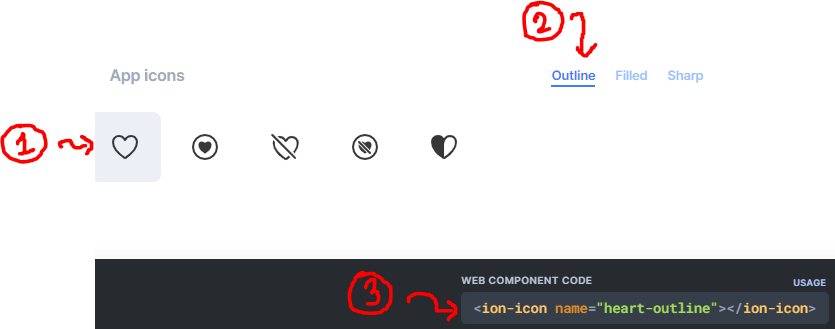 2
App icons
Outline Filled Sharp
1
WEB COMPONENT CODE USAGE
3
<ion-icon name="heart-outline"></ion-icon>